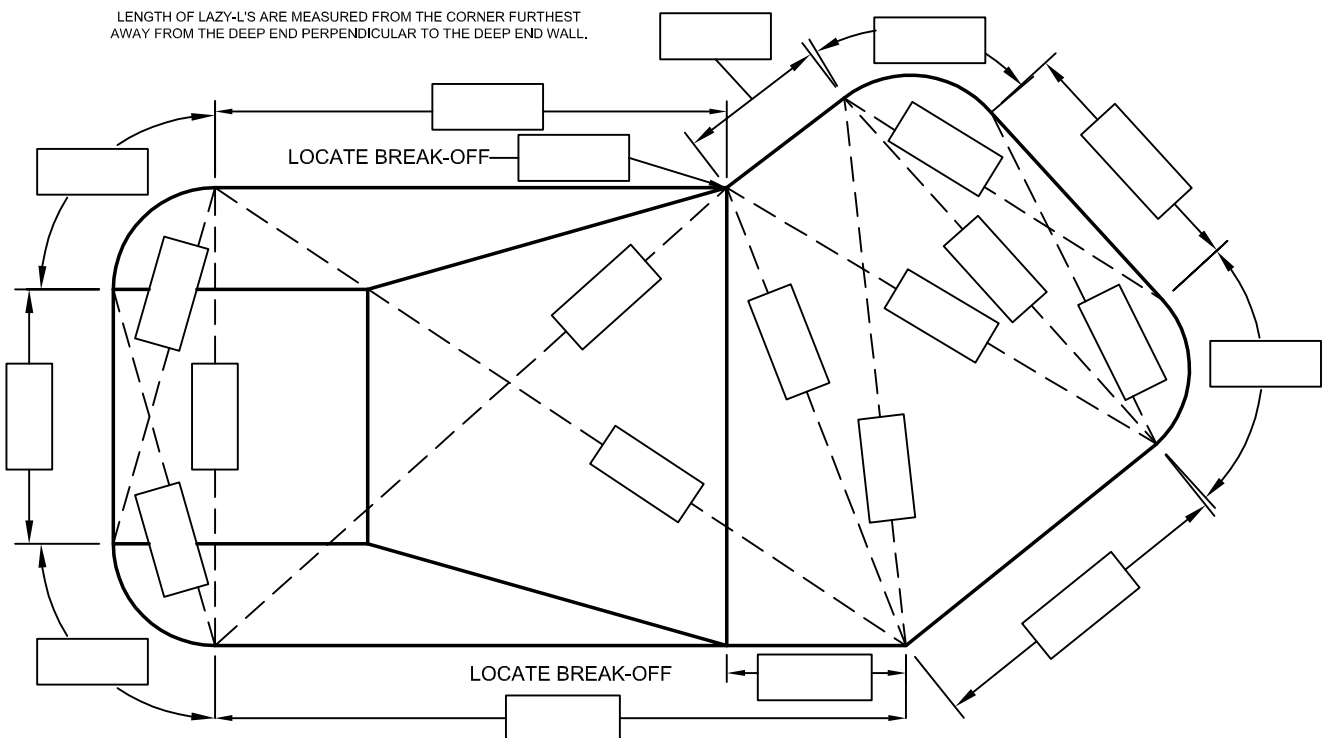 LENGTH OF LAZY-L'S ARE MEASURED FROM THE CORNER FURTHEST
AWAY FROM THE DEEP END PERPENDICULAR TO THE DEEP END WALL.
LOCATE BREAK-OFF
LOCATE BREAK-OFF